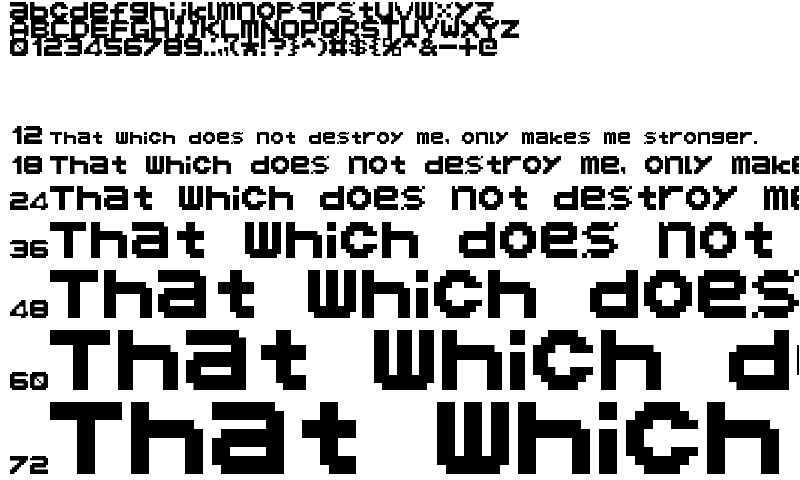 abcdefghijklmnopqrstuvwxyz
ABCDEFGHIJKLMNOPQRSTUVWXYZ
0123456789
12 That which does not destroy me, only makes me stronger.
18 That which does not destroy me, only make
24 That which does not destroy me
36 That which does not
48 That which does
60 That which d
72 That which